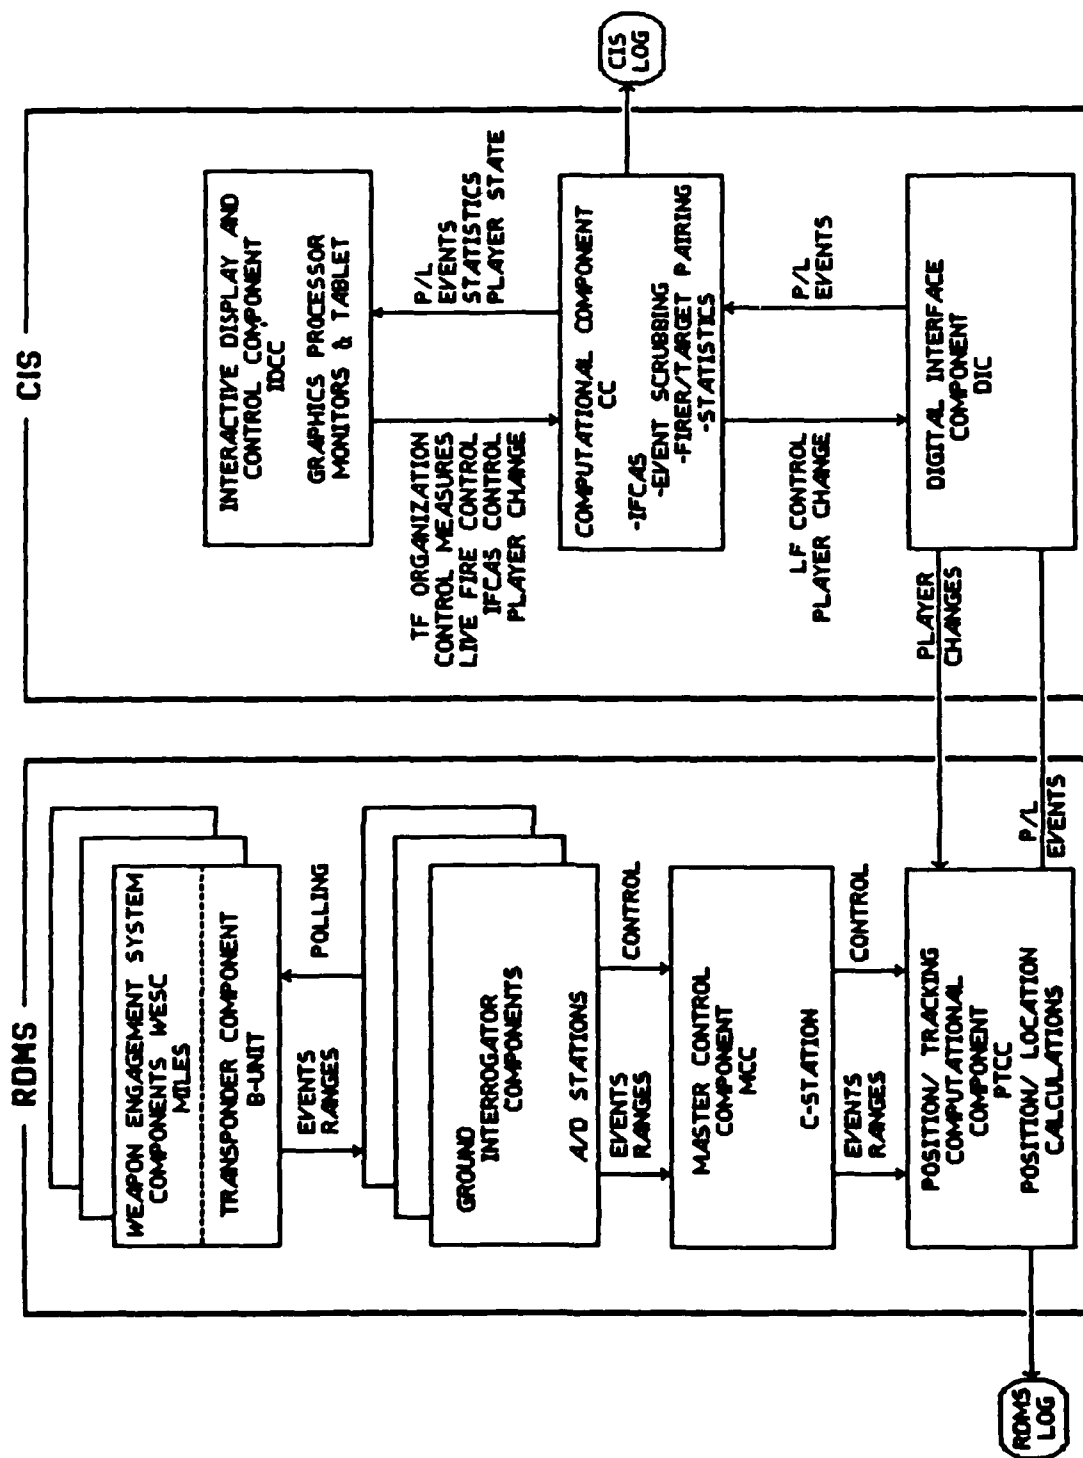 RDMS
WEAPON ENGAGEMENT SYSTEM
COMPONENTS WESC
MILES
TRANSPONDER COMPONENT
B-UNIT
EVENTS
RANGES
POLLING
GROUND
INTERROGATOR
COMPONENTS
A/D STATIONS
EVENTS
RANGES
CONTROL
MASTER CONTROL
COMPONENT
MCC
C-STATION
EVENTS
RANGES
CONTROL
POSITION/ TRACKING
COMPUTATIONAL
COMPONENT
PTCC
POSITION/ LOCATION
CALCULATIONS
RDMS
LOG
P/L
EVENTS
PLAYER
CHANGES
CIS
INTERACTIVE DISPLAY AND
CONTROL COMPONENT
IDCC
GRAPHICS PROCESSOR
MONITORS & TABLET
TF ORGANIZATION
CONTROL MEASURES
LIVE FIRE CONTROL
IFCAS CONTROL
PLAYER CHANGE
P/L
EVENTS
STATISTICS
PLAYER STATE
COMPUTATIONAL COMPONENT
CC
-IFCAS
-EVENT SCRUBBING
-FIRER/TARGET PAIRING
-STATISTICS
CIS
LOG
LF CONTROL
PLAYER CHANGE
P/L
EVENTS
DIGITAL INTERFACE
COMPONENT
DIC